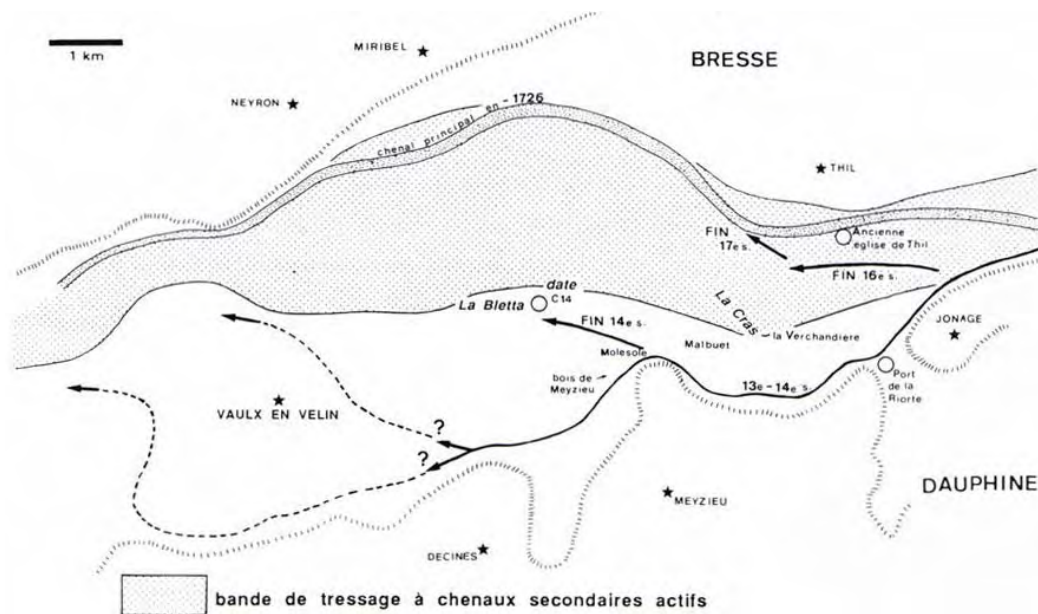 1 km
MIRIBEL
BRESSE
NEYRON
chenal principal en - 1726
THIL
FIN
17e s.
Ancienne
église de Thil
FIN 16e s.
date
La Bletta
C14
La Cras
JONAGE
FIN 14e s.
la Verchandière
Malbuet
Molesole
Port
de la
Riorte
bois de
Meyzieu
13e-14e s.
VAULX EN VELIN
?
?
DAUPHINE
MEYZIEU
DECINES
bande de tressage à chenaux secondaires actifs